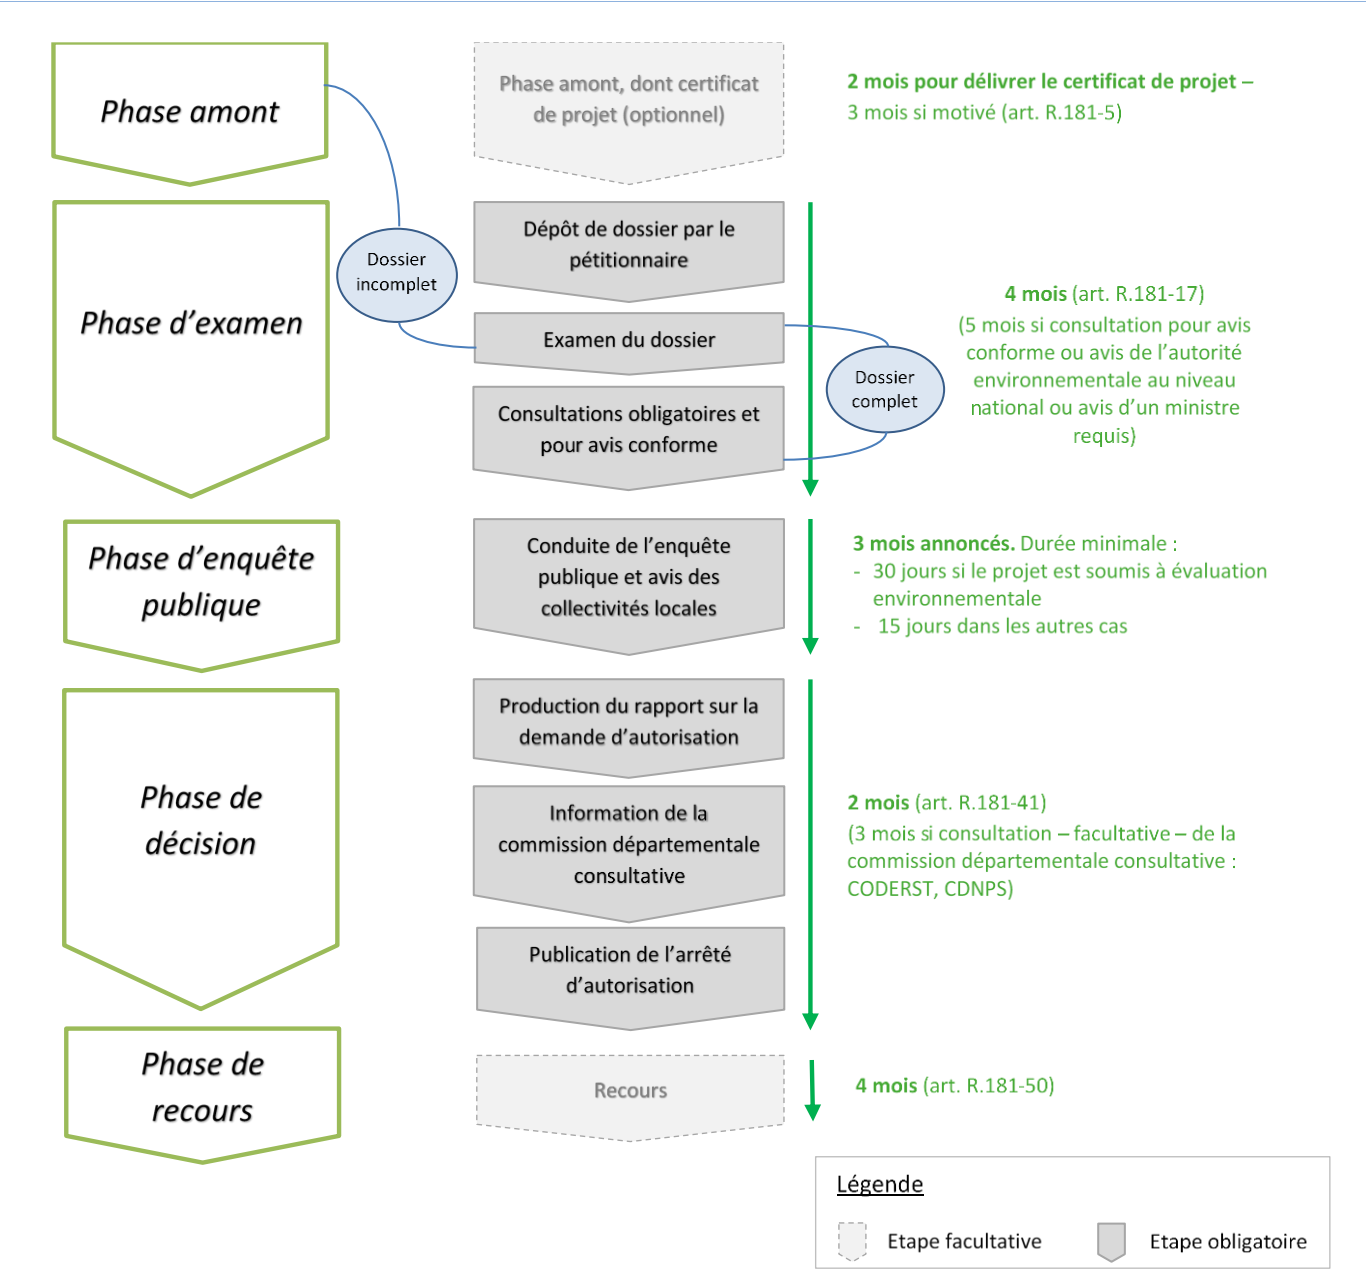 Phase amont
Phase amont, dont certificat
de projet (optionnel)
2 mois pour délivrer le certificat de projet –
3 mois si motivé (art. R.181-5)
Phase d’examen
Dossier
incomplet
Dépôt de dossier par le
pétitionnaire
Examen du dossier
Consultations obligatoires et
pour avis conforme
Dossier
complet
4 mois (art. R.181-17)
(5 mois si consultation pour avis
conforme ou avis de l’autorité
environnementale au niveau
national ou avis d’un ministre
requis)
Phase d’enquête
publique
Conduite de l’enquête
publique et avis des
collectivités locales
3 mois annoncés. Durée minimale :
- 30 jours si le projet est soumis à évaluation
environnementale
- 15 jours dans les autres cas
Phase de
décision
Production du rapport sur la
demande d’autorisation
Information de la
commission départementale
consultative
Publication de l’arrêté
d’autorisation
2 mois (art. R.181-41)
(3 mois si consultation – facultative – de la
commission départementale consultative :
CODERST, CDNPS)
Phase de
recours
Recours
4 mois (art. R.181-50)
Légende
Etape facultative
Etape obligatoire